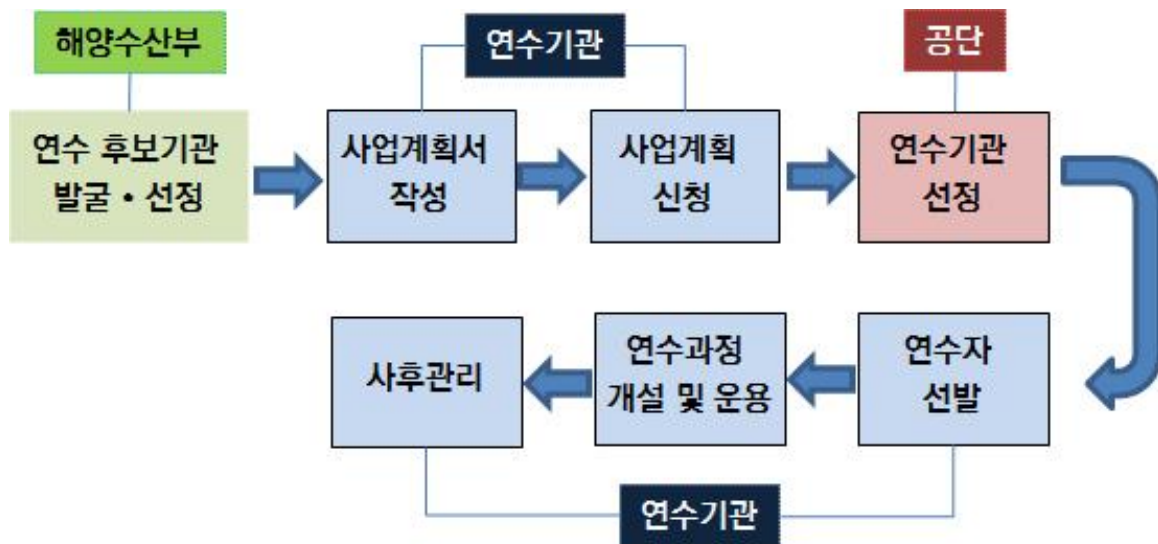 해양수산부
연수기관
공단
연수 후보기관
발굴・선정
사업계획서
작성
사업계획
신청
연수기관
선정
사후관리
연수과정
개설 및 운용
연수자
선발
연수기관